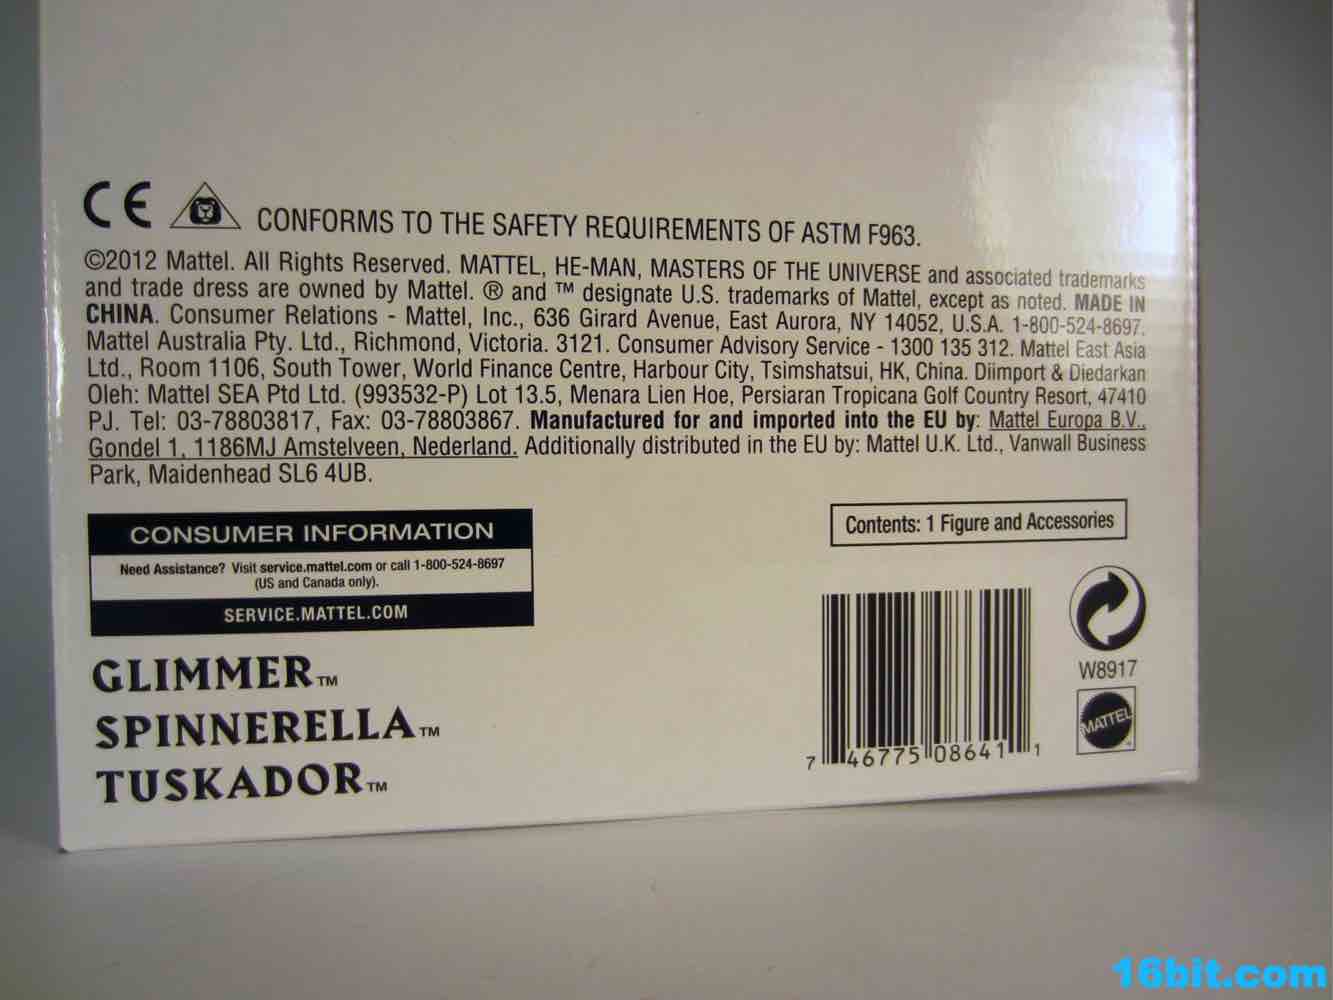 CE
CONFORMS TO THE SAFETY REQUIREMENTS OF ASTM F963.
©2012 Mattel. All Rights Reserved. MATTEL, HE-MAN, MASTERS OF THE UNIVERSE and associated trademarks
and trade dress are owned by Mattel. ® and ™ designate U.S. trademarks of Mattel, except as noted. MADE IN
CHINA. Consumer Relations - Mattel, Inc., 636 Girard Avenue, East Aurora, NY 14052, U.S.A. 1-800-524-8697.
Mattel Australia Pty. Ltd., Richmond, Victoria. 3121. Consumer Advisory Service - 1300 135 312. Mattel East Asia
Ltd., Room 1106, South Tower, World Finance Centre, Harbour City, Tsimshatsui, HK, China. Diimport & Diedarkan
Oleh: Mattel SEA Ptd Ltd. (993532-P) Lot 13.5, Menara Lien Hoe, Persiaran Tropicana Golf Country Resort, 47410
PJ. Tel: 03-78803817, Fax: 03-78803867. Manufactured for and imported into the EU by: Mattel Europa B.V.,
Gondel 1, 1186MJ Amstelveen, Nederland. Additionally distributed in the EU by: Mattel U.K. Ltd., Vanwall Business
Park, Maidenhead SL6 4UB.
CONSUMER INFORMATION
Need Assistance? Visit service.mattel.com or call 1-800-524-8697
(US and Canada only).
SERVICE.MATTEL.COM
Contents: 1 Figure and Accessories
GLIMMER™
SPINNERELLA™
TUSKADOR™
7 46775 08641 1
W8917
MATTEL
16bit.com